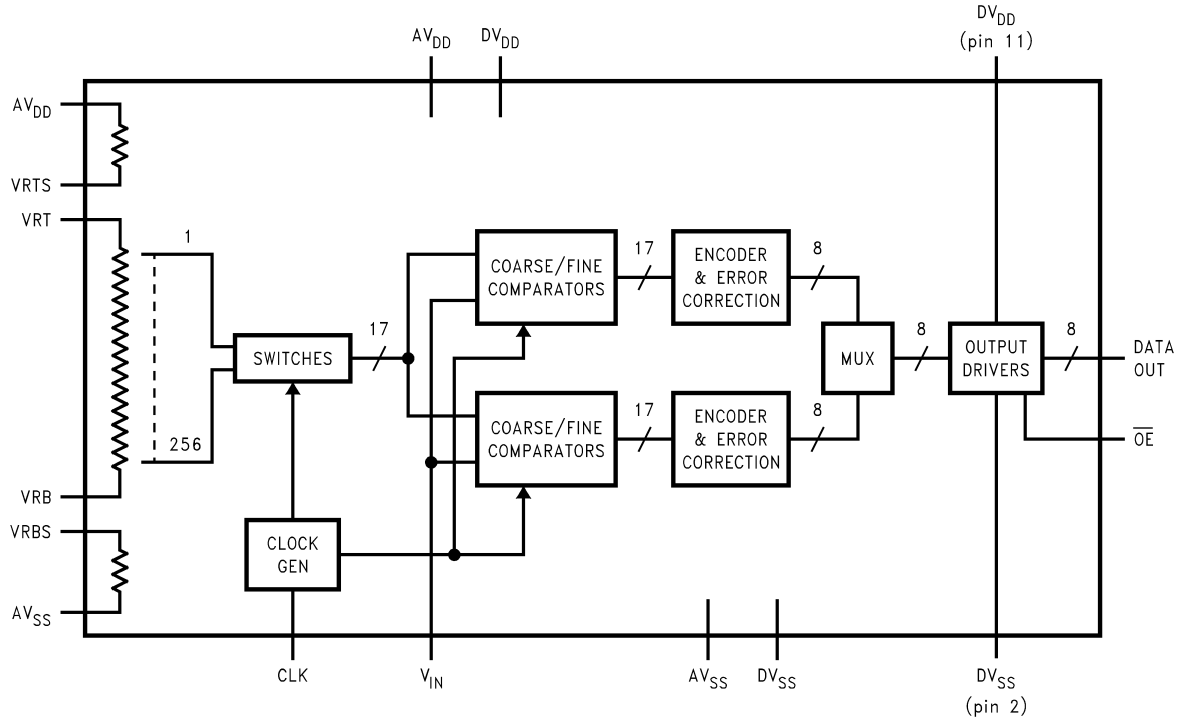 AVDD
DVDD
DVDD
(pin 11)
AVDD
VRTS
VRT
1
256
VRB
VRBS
AVSS
SWITCHES
17
CLOCK
GEN
COARSE/FINE
COMPARATORS
17
ENCODER
& ERROR
CORRECTION
8
COARSE/FINE
COMPARATORS
17
ENCODER
& ERROR
CORRECTION
8
MUX
8
OUTPUT
DRIVERS
8
DATA
OUT
OE
CLK
VIN
AVSS
DVSS
DVSS
(pin 2)